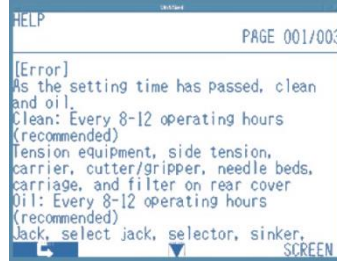 HELP
PAGE 001/003
[Error]
As the setting time has passed, clean
and oil.
Clean: Every 8-12 operating hours
(recommended)
Tension equipment, side tension,
carrier, cutter/gripper, needle beds,
carriage, and filter on rear cover
Oil: Every 8-12 operating hours
(recommended)
Jack, select jack, selector, sinker,
SCREEN